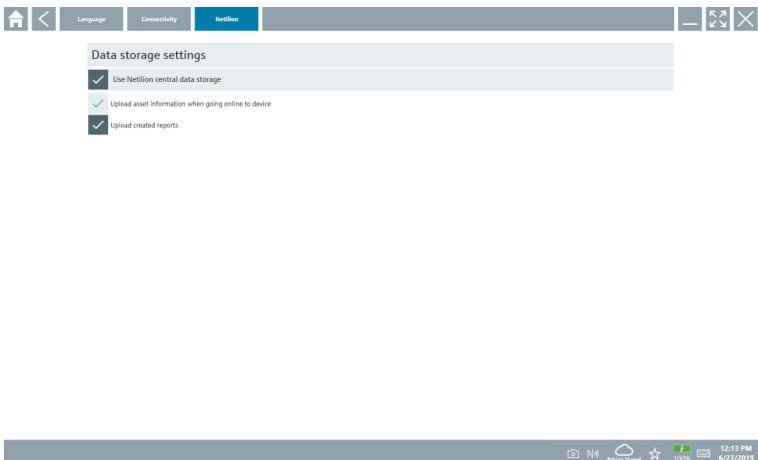 Language Connectivity Netilion
Data storage settings
Use Netilion central data storage
Upload asset information when going online to device
Upload created reports
12:13 PM
100% 6/27/2019